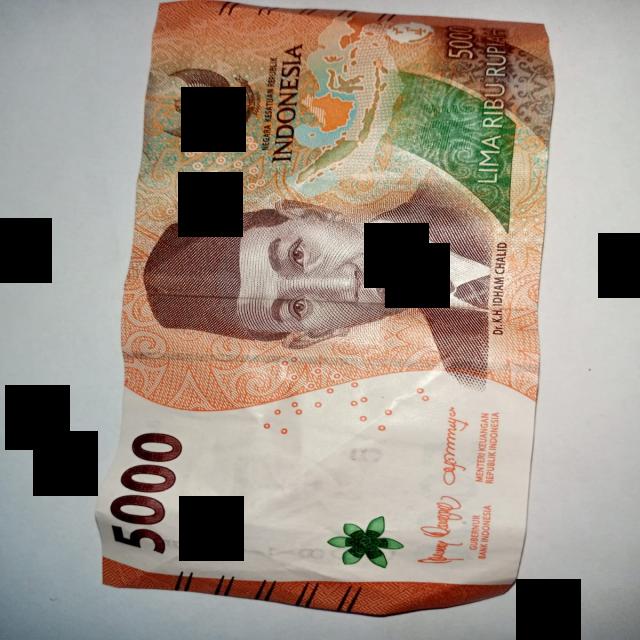 NEGARA KESATUAN REPUBLIK
INDONESIA
5000
LIMA RIBU RUPIAH
Dr. K.H. IDHAM CHALID
5000
GUBERNUR
BANK INDONESIA
MENTERI KEUANGAN
REPUBLIK INDONESIA